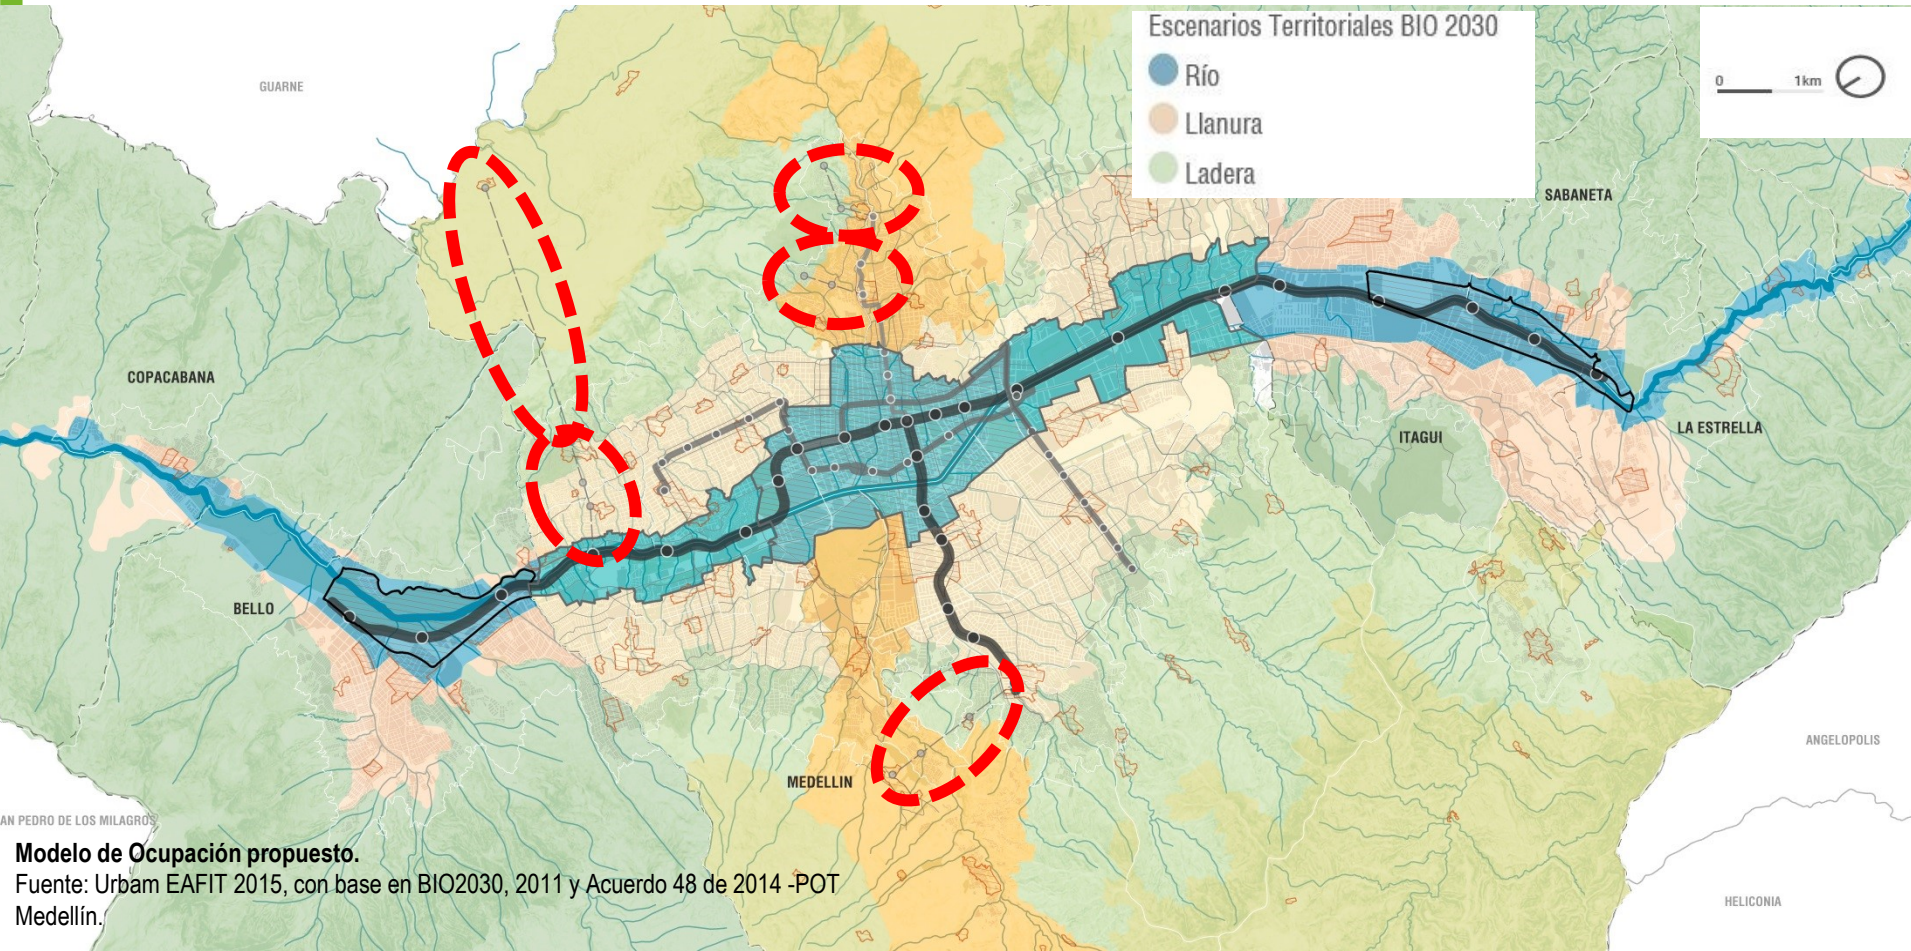 Escenarios Territoriales BIO 2030
Río
Llanura
Ladera
0 1km
GUARNE
SABANETA
COPACABANA
LA ESTRELLA
ITAGUI
BELLO
ANGELOPOLIS
MEDELLIN
AN PEDRO DE LOS MILAGROS
HELICONIA
Modelo de Ocupación propuesto.
Fuente: Urbam EAFIT 2015, con base en BIO2030, 2011 y Acuerdo 48 de 2014 -POT
Medellín.